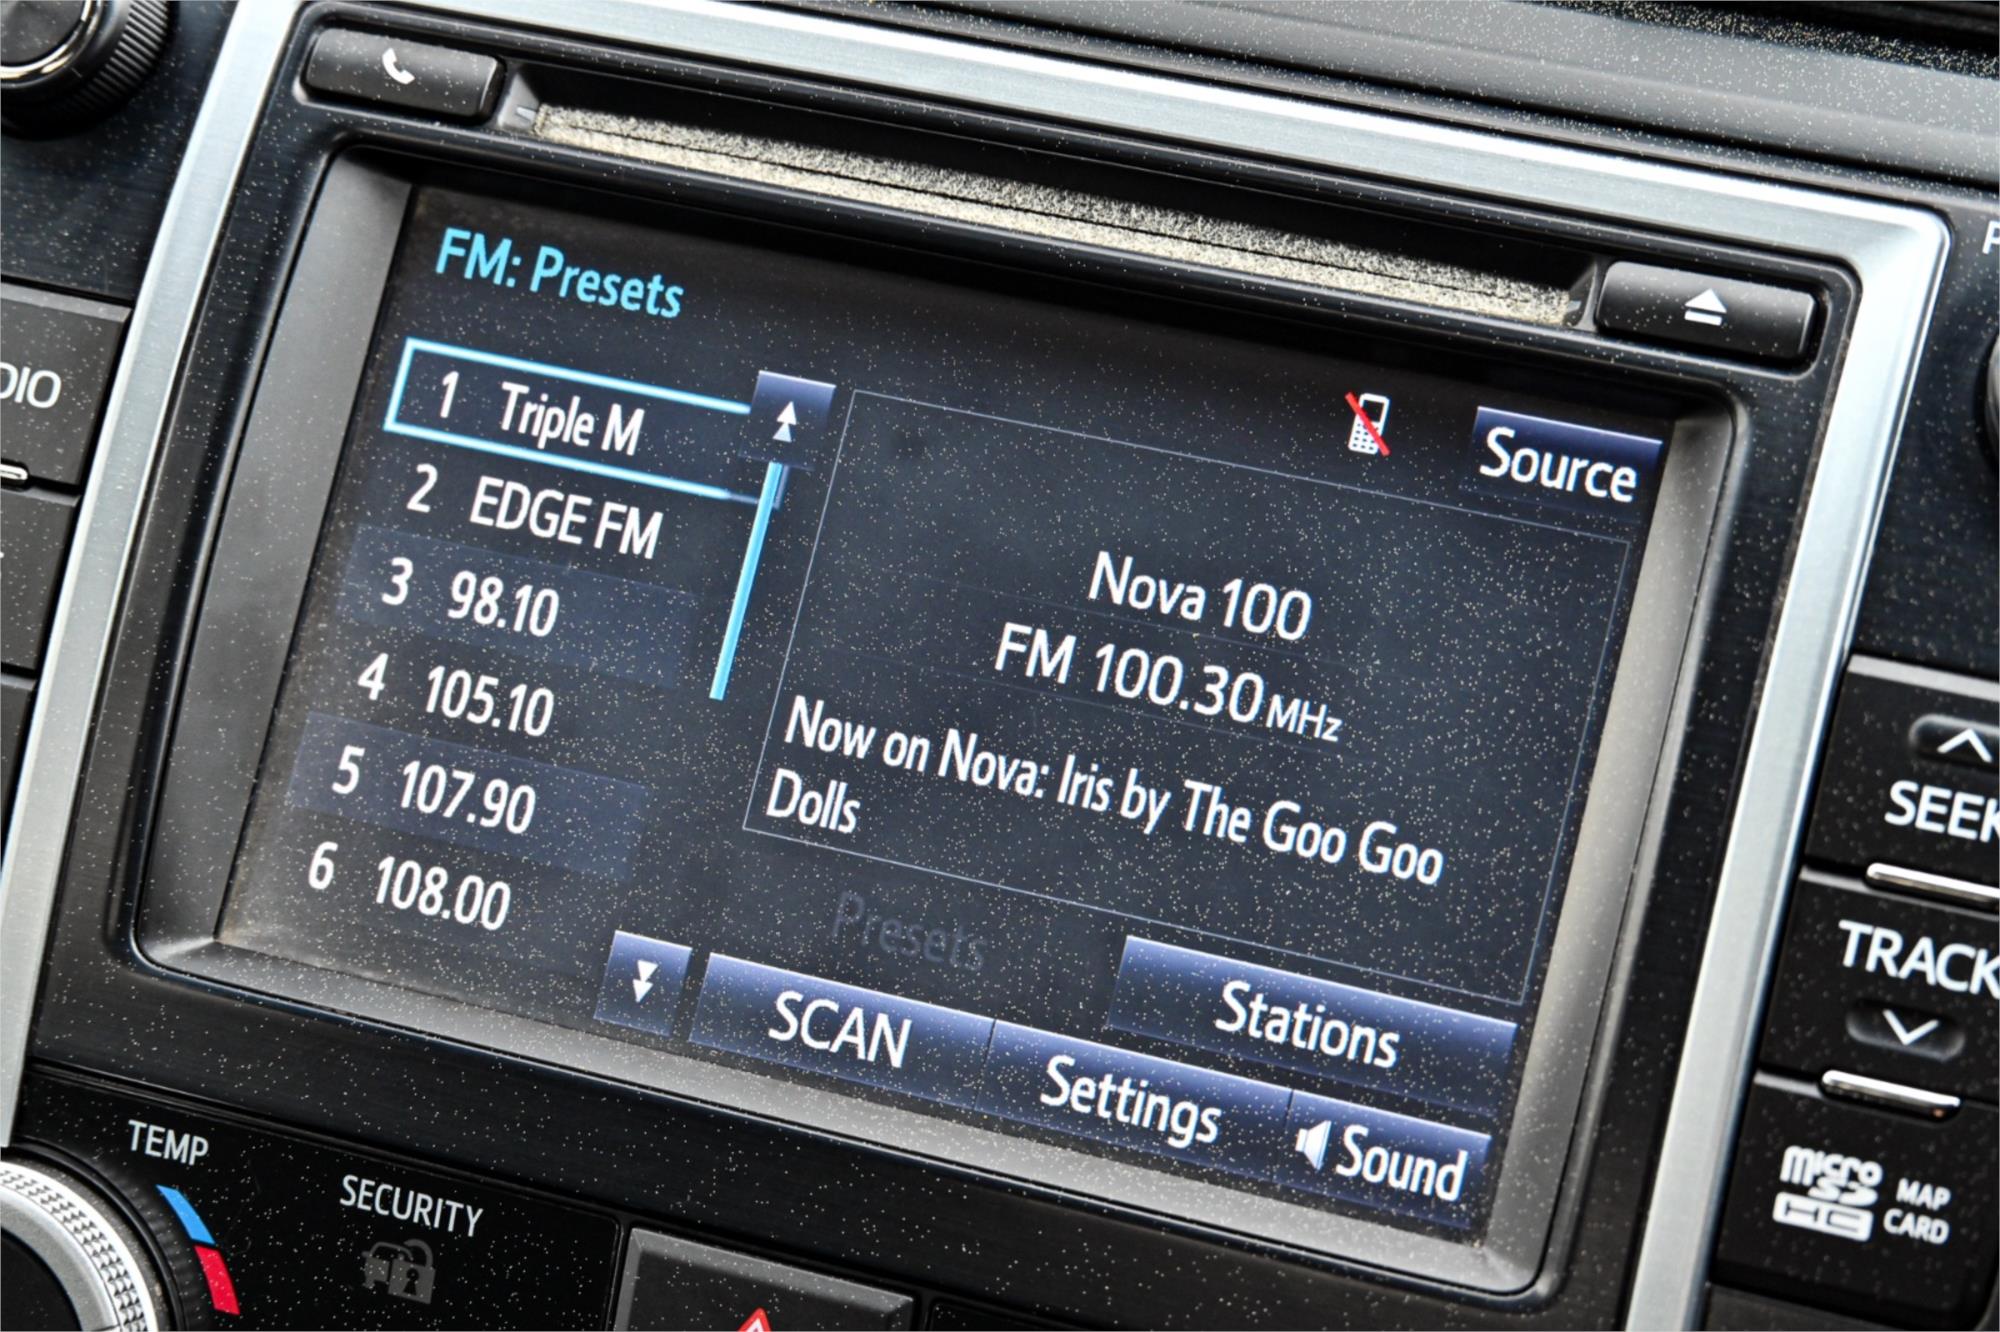 FM: Presets
1 Triple M
2 EDGE FM
3 98.10
4 105.10
5 107.90
6 108.00
Source
Nova 100
FM 100.30 MHz
Now on Nova: Iris by The Goo Goo
Dolls
Presets
Stations
SCAN
Settings
Sound
SEEK
TRACK
micro
SD
HC
MAP
CARD
TEMP
SECURITY